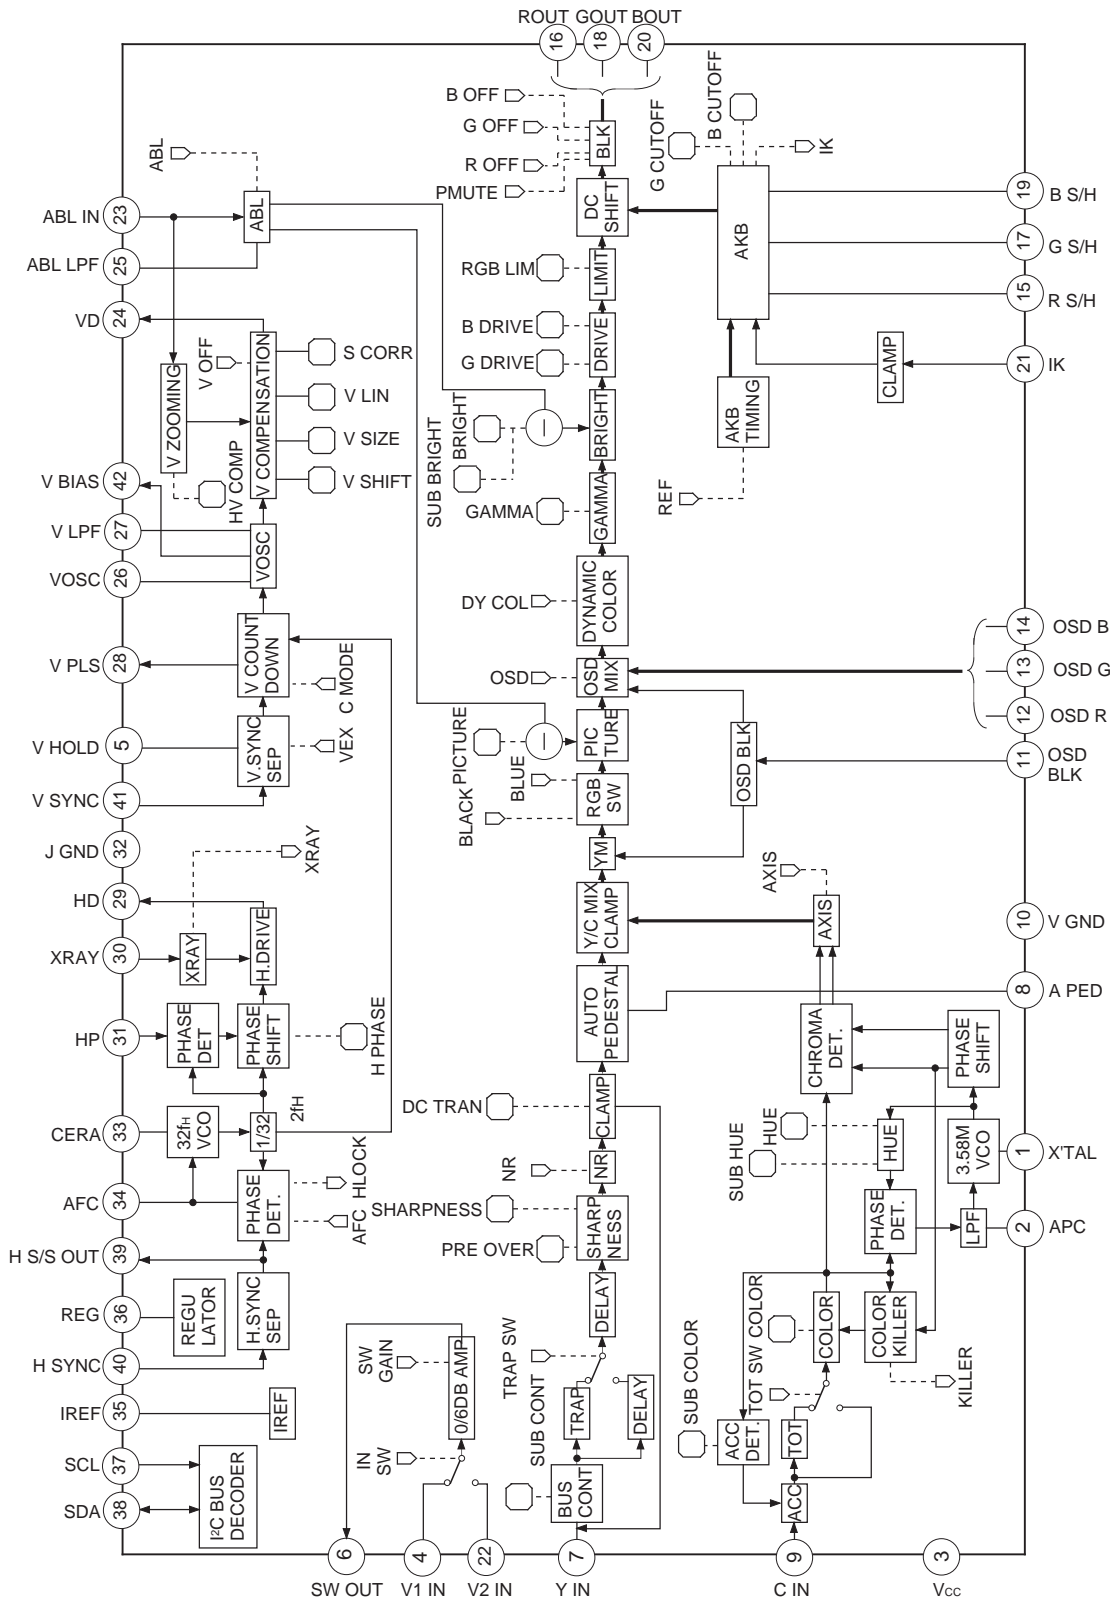 ROUT GOUT BOUT
16
18
20
B OFF
G OFF
R OFF
PMUTE
BLK
G CUTOFF
B CUTOFF
IK
ABL
ABL IN
23
ABL
ABL LPF
25
DC
SHIFT
AKB
19
B S/H
17
G S/H
15
R S/H
VD
24
V OFF
V ZOOMING
V COMPENSATION
S CORR
V LIN
V SIZE
V SHIFT
HV COMP
RGB LIM
LIMIT
B DRIVE
G DRIVE
DRIVE
CLAMP
21
IK
AKB
TIMING
REF
SUB BRIGHT
BRIGHT
BRIGHT
V BIAS
42
V LPF
27
VOSC
26
VOSC
GAMMA
GAMMA
DY COL
DYNAMIC
COLOR
V PLS
28
V COUNT
DOWN
C MODE
OSD
OSD
MIX
14
OSD B
13
OSD G
12
OSD R
V HOLD
5
V.SYNC
SEP
VEX
PICTURE
PIC
TURE
OSD BLK
11
OSD
BLK
V SYNC
41
BLACK
BLUE
RGB
SW
J GND
32
XRAY
YM
HD
29
Y/C MIX
CLAMP
AXIS
AXIS
10
V GND
XRAY
30
XRAY
H.DRIVE
AUTO
PEDESTAL
8
A PED
HP
31
PHASE
DET
PHASE
SHIFT
H PHASE
CHROMA
DET.
PHASE
SHIFT
CERA
33
32fH
VCO
1/32
2fH
DC TRAN
CLAMP
SUB HUE
HUE
HUE
3.58M
VCO
1
X'TAL
AFC
34
PHASE
DET.
HLOCK
AFC
NR
NR
SHARPNESS
SHARP
NESS
PRE OVER
PHASE
DET.
LPF
2
APC
H S/S OUT
39
REG
36
REGU
LATOR
H.SYNC
SEP
DELAY
COLOR
COLOR
KILLER
KILLER
H SYNC
40
SW
GAIN
0/6DB AMP
TRAP SW
SUB CONT
TRAP
DELAY
SUB COLOR
TOT SW
COLOR
IREF
35
IREF
IN
SW
ACC
DET.
TOT
SCL
37
SDA
38
I²C BUS
DECODER
BUS
CONT
ACC
6
4
22
7
9
3
SW OUT
V1 IN
V2 IN
Y IN
C IN
Vcc